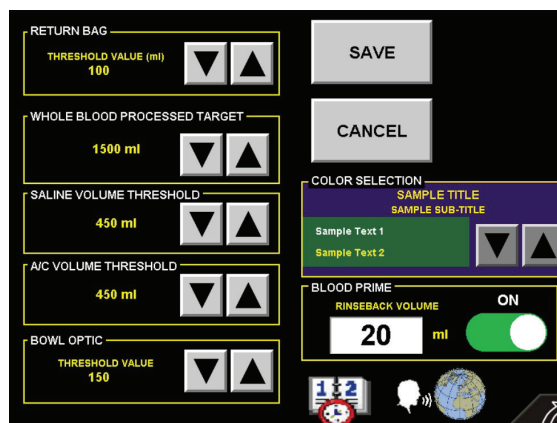 RETURN BAG
THRESHOLD VALUE (ml)
100
WHOLE BLOOD PROCESSED TARGET
1500 ml
SALINE VOLUME THRESHOLD
450 ml
A/C VOLUME THRESHOLD
450 ml
BOWL OPTIC
THRESHOLD VALUE
150
SAVE
CANCEL
COLOR SELECTION
SAMPLE TITLE
SAMPLE SUB-TITLE
Sample Text 1
Sample Text 2
BLOOD PRIME
RINSEBACK VOLUME
20 ml
ON
1 2